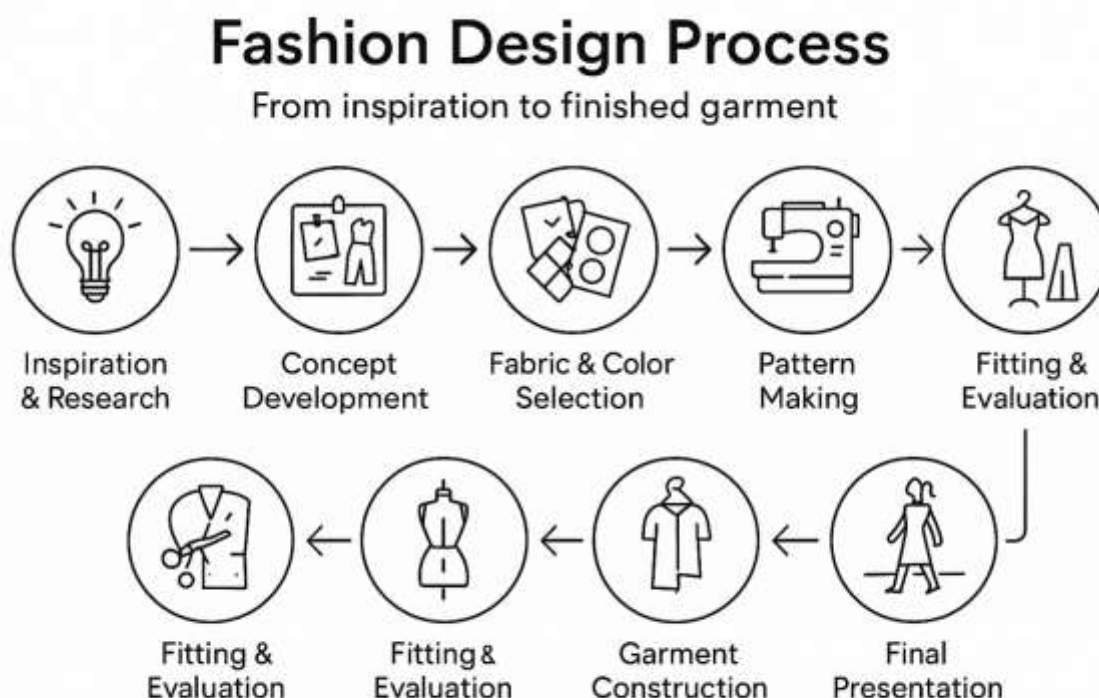 Fashion Design Process
From inspiration to finished garment
Inspiration
& Research
Concept
Development
Fabric & Color
Selection
Pattern
Making
Fitting &
Evaluation
Fitting &
Evaluation
Fitting &
Evaluation
Garment
Construction
Final
Presentation